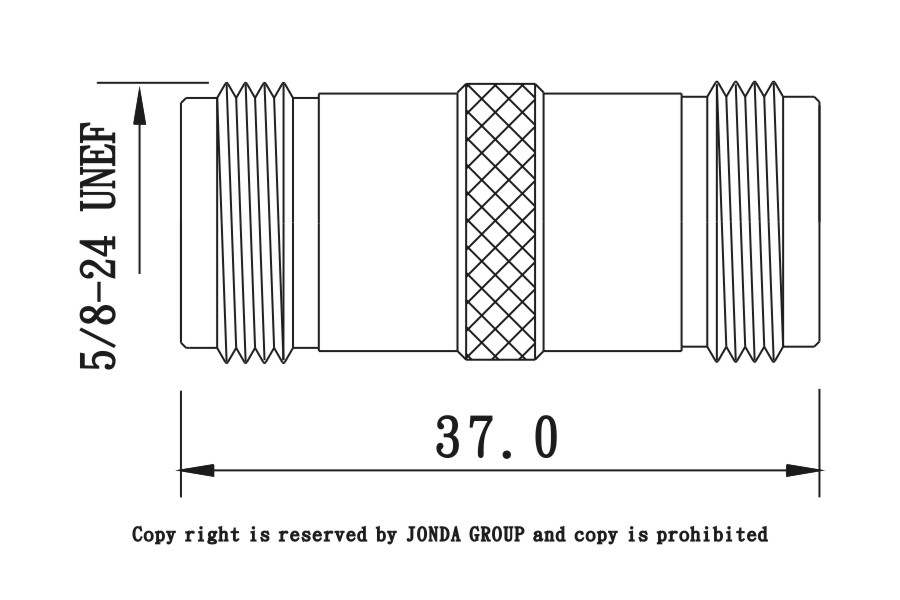 5/8-24 UNEF
37.0
Copy right is reserved by JONDA GROUP and copy is prohibited